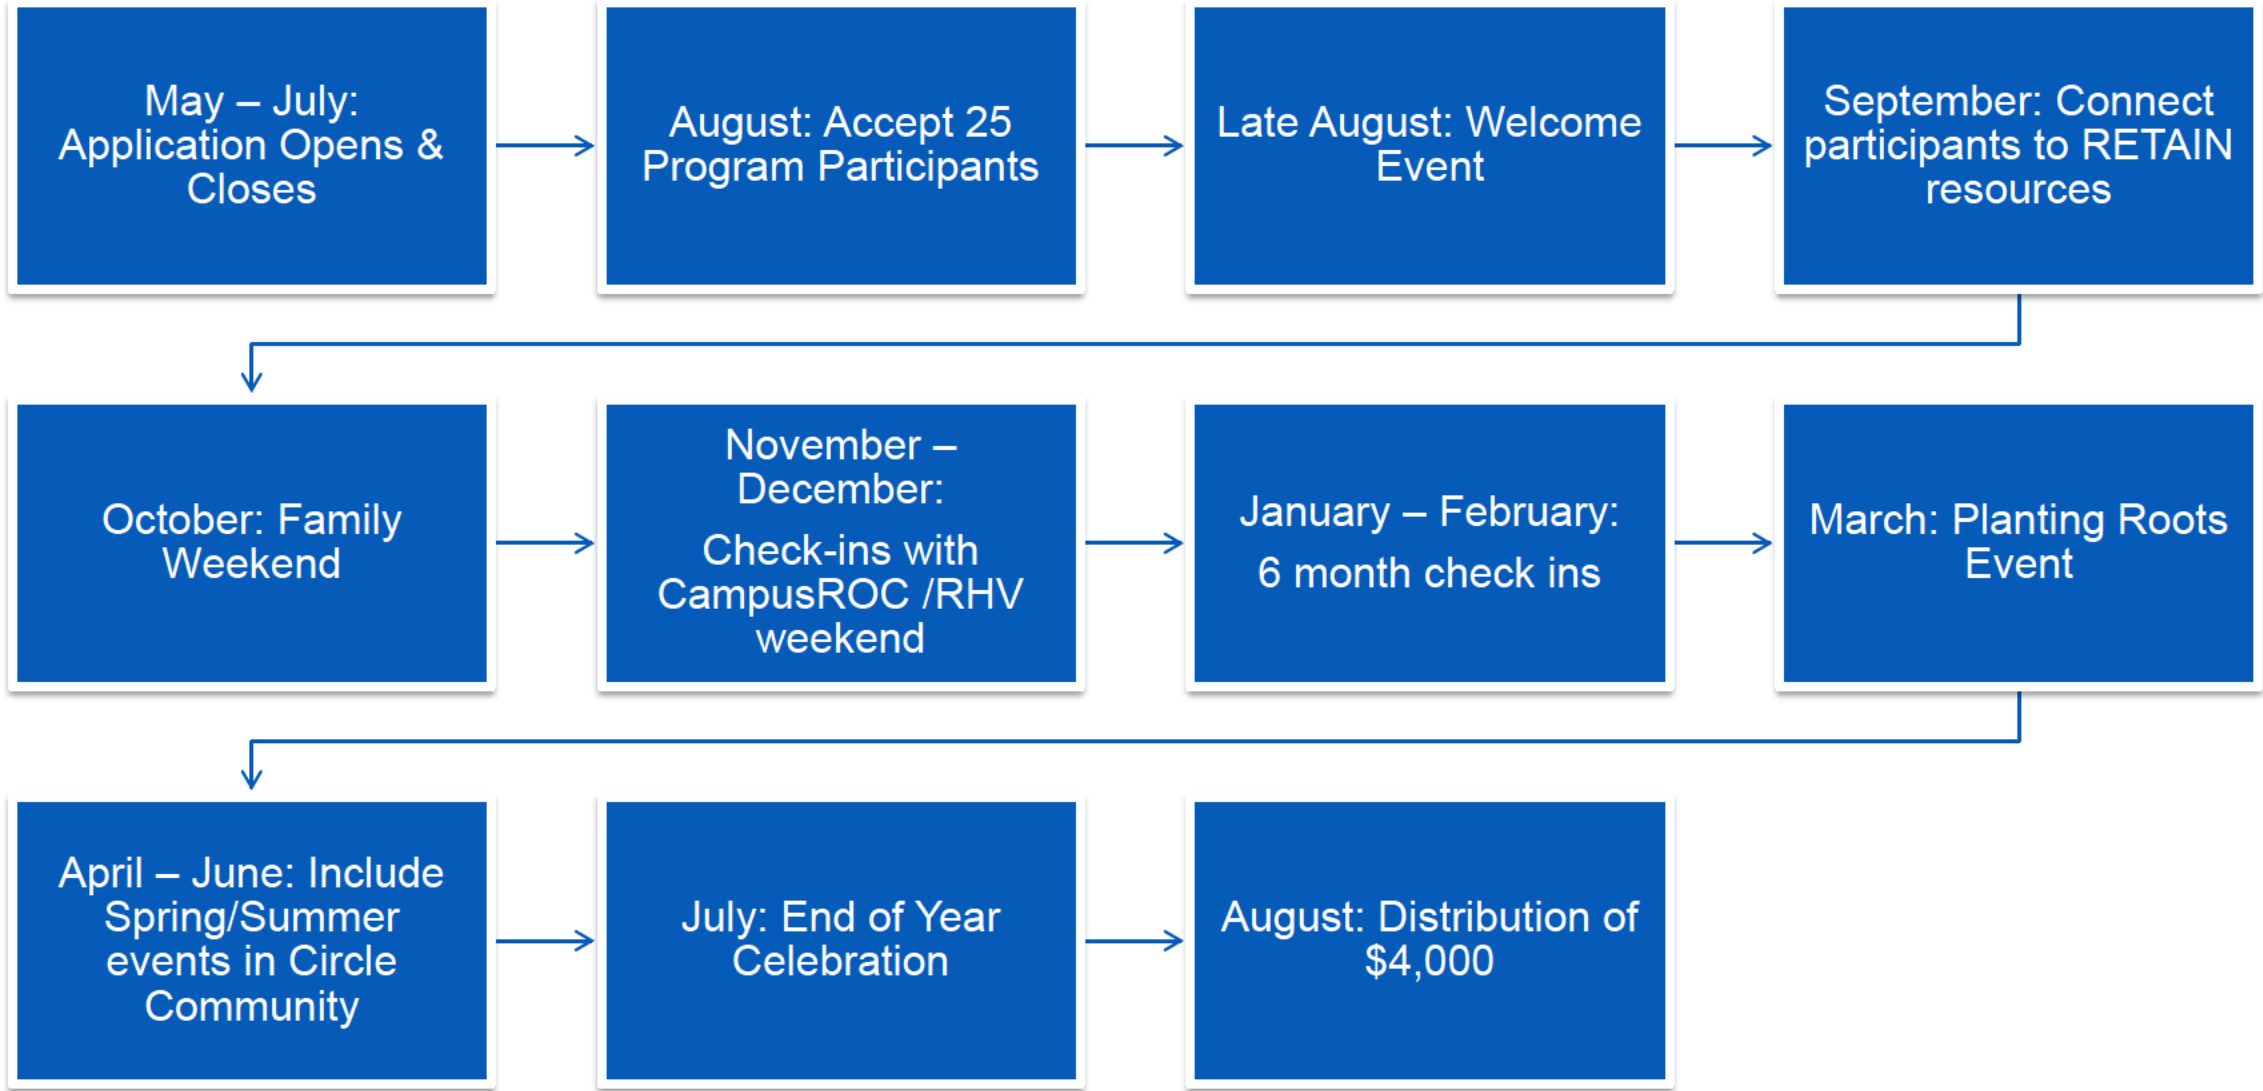 May – July:
Application Opens &
Closes
August: Accept 25
Program Participants
Late August: Welcome
Event
September: Connect
participants to RETAIN
resources
October: Family
Weekend
November –
December:
Check-ins with
CampusROC /RHV
weekend
January – February:
6 month check ins
March: Planting Roots
Event
April – June: Include
Spring/Summer
events in Circle
Community
July: End of Year
Celebration
August: Distribution of
$4,000